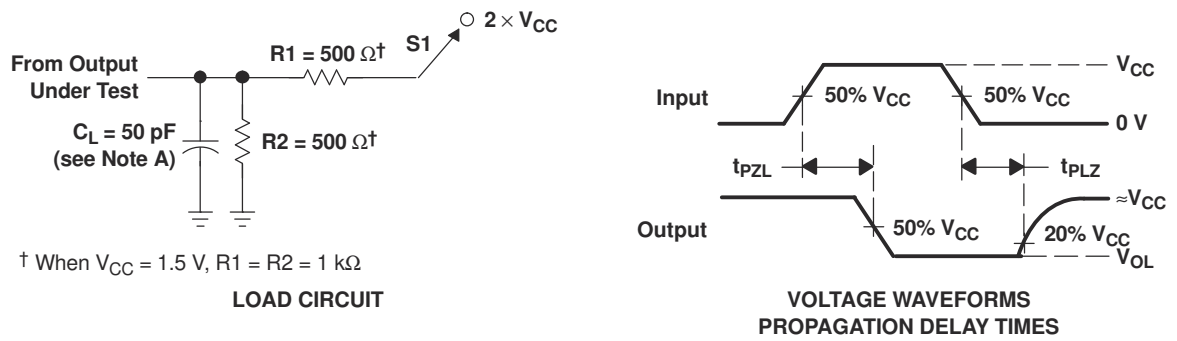 2 × VCC
S1
R1 = 500 Ω†
From Output
Under Test
CL = 50 pF
(see Note A)
R2 = 500 Ω†
† When VCC = 1.5 V, R1 = R2 = 1 kΩ
LOAD CIRCUIT
Input
50% VCC
50% VCC
VCC
0 V
tPZL
tPLZ
Output
50% VCC
20% VCC
≈VCC
VOL
VOLTAGE WAVEFORMS
PROPAGATION DELAY TIMES